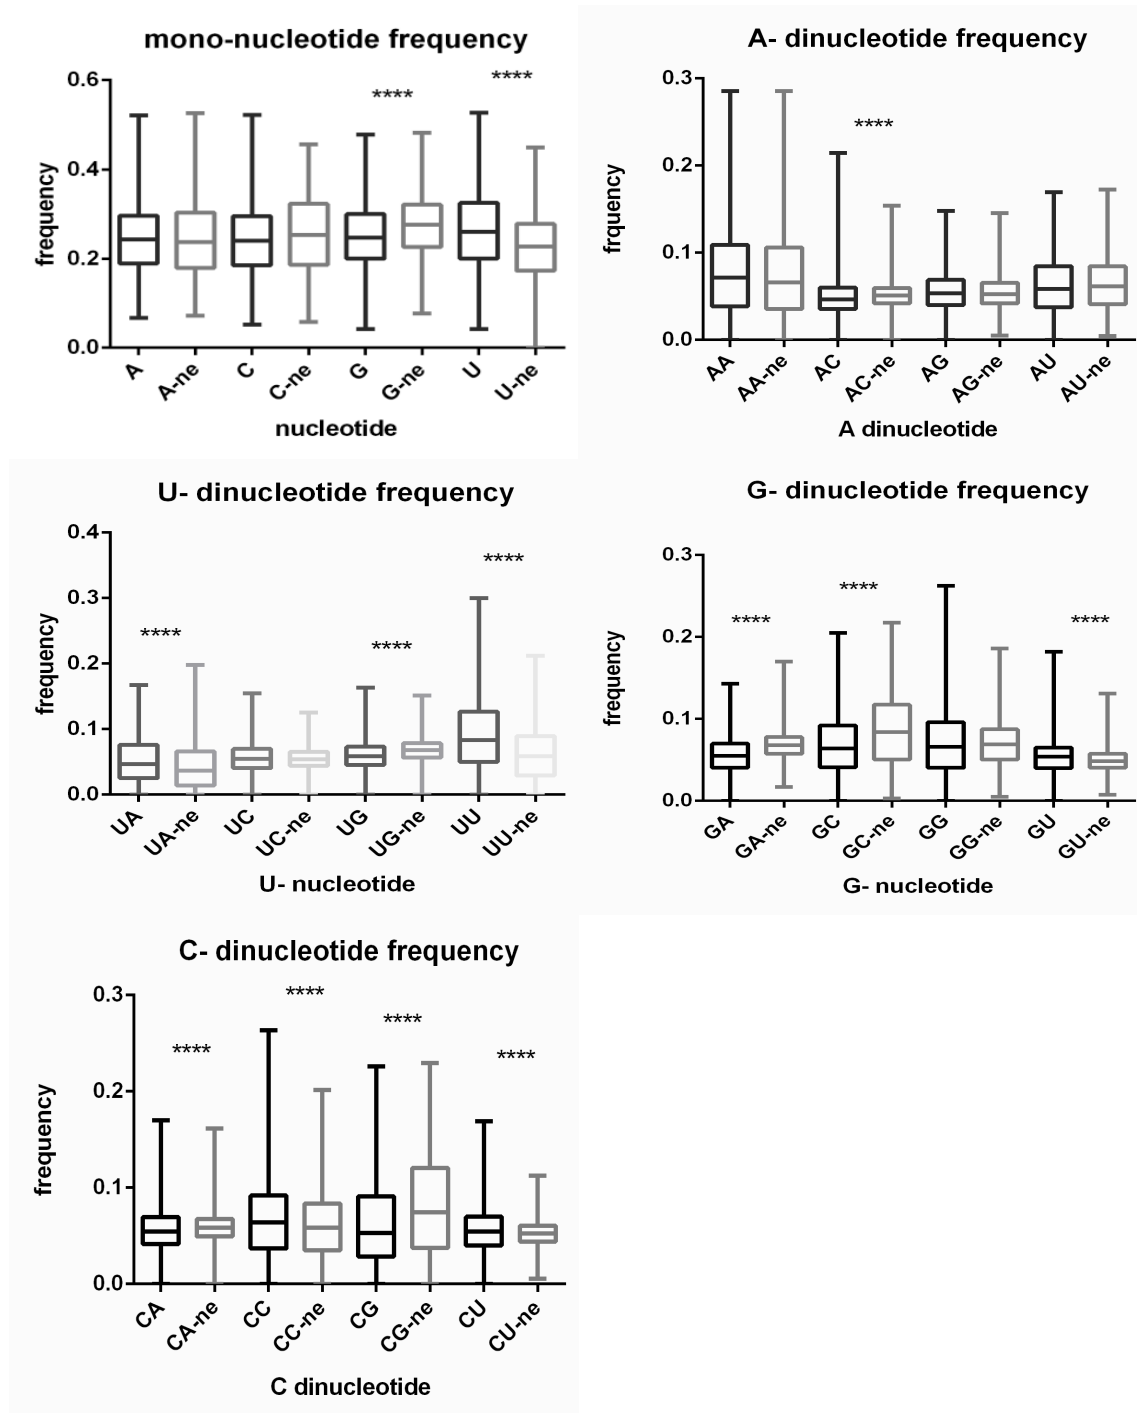 mono-nucleotide frequency
****
****
0.6
0.4
0.2
0.0
frequency
A
A-ne
C
C-ne
G
G-ne
U
U-ne
nucleotide
A- dinucleotide frequency
****
0.3
0.2
0.1
0.0
frquency
AA
AA-ne
AC
AC-ne
AG
AG-ne
AU
AU-ne
A dinucleotide
U- dinucleotide frequency
****
****
****
0.4
0.3
0.2
0.1
0.0
frequency
UA
UA-ne
UC
UC-ne
UG
UG-ne
UU
UU-ne
U- nucleotide
G- dinucleotide frequency
****
****
****
0.3
0.2
0.1
0.0
frequency
GA
GA-ne
GC
GC-ne
GG
GG-ne
GU
GU-ne
G- nucleotide
C- dinucleotide frequency
****
****
****
****
0.3
0.2
0.1
0.0
frequency
CA
CA-ne
CC
CC-ne
CG
CG-ne
CU
CU-ne
C dinucleotide